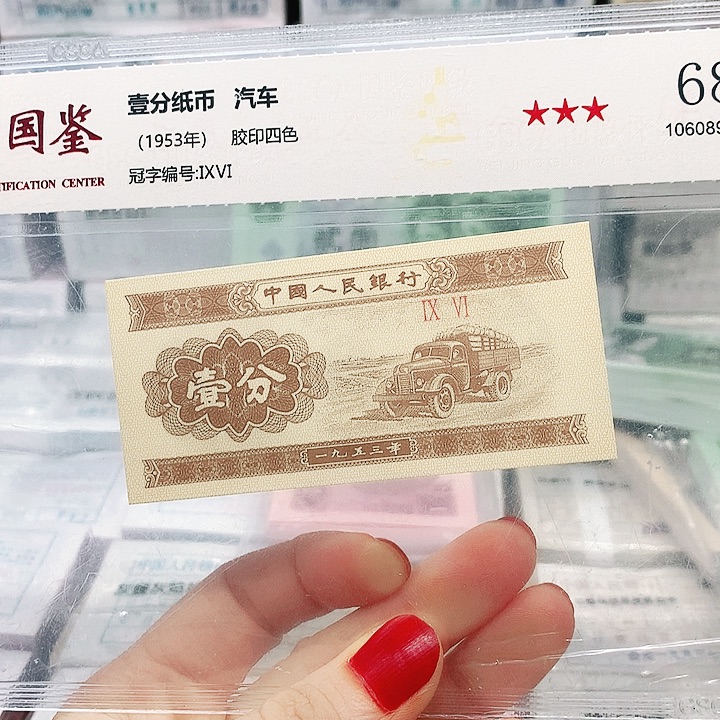 国鉴
TIFICATION CENTER
壹分纸币 汽车
(1953年) 胶印四色
冠字编号:IXVI
★★★
68
106089
中國人民銀行
IX VI
壹分
一九五三年